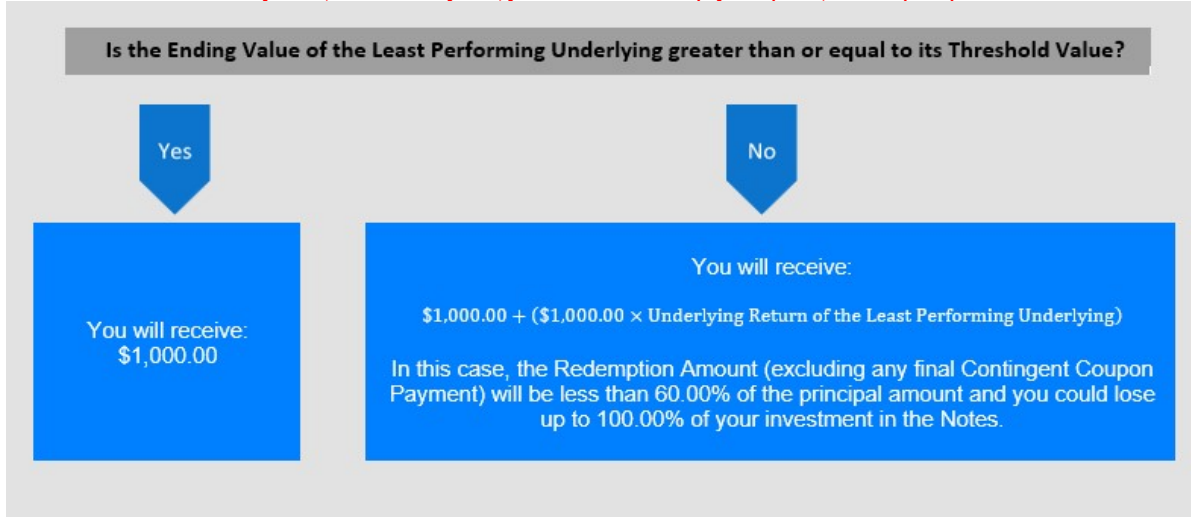 Is the Ending Value of the Least Performing Underlying greater than or equal to its Threshold Value?
Yes
No
You will receive:
$1,000.00
You will receive:
$1,000.00 + ($1,000.00 × Underlying Return of the Least Performing Underlying)
In this case, the Redemption Amount (excluding any final Contingent Coupon
Payment) will be less than 60.00% of the principal amount and you could lose
up to 100.00% of your investment in the Notes.